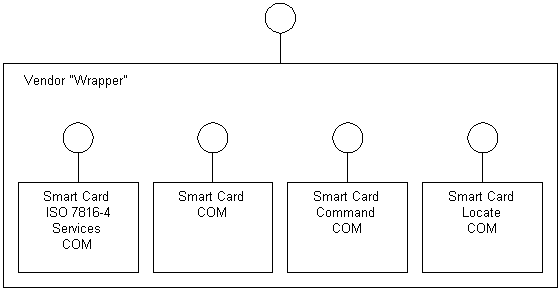 Vendor "Wrapper"
Smart Card
ISO 7816-4
Services
COM
Smart Card
COM
Smart Card
Command
COM
Smart Card
Locate
COM